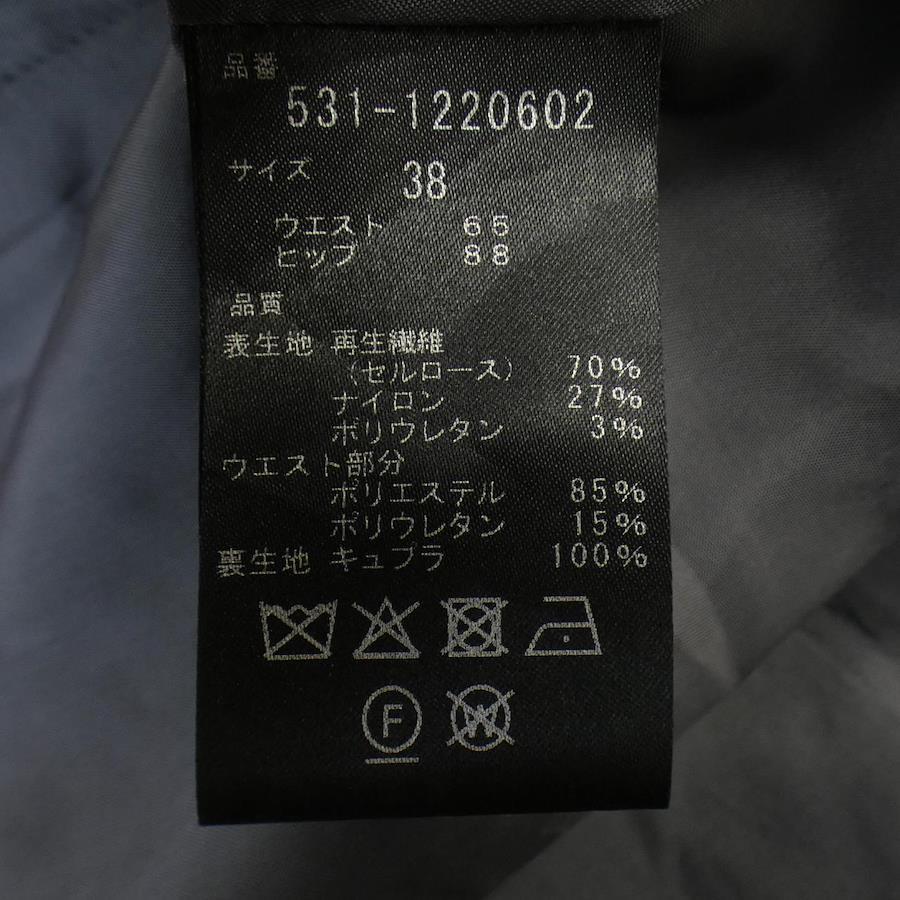 品番
531-1220602
サイズ 38
ウエスト 65
ヒップ 88
品質
表生地 再生繊維
(セルロース) 70%
ナイロン 27%
ポリウレタン 3%
ウエスト部分
ポリエステル 85%
ポリウレタン 15%
裏生地 キュプラ 100%
F W